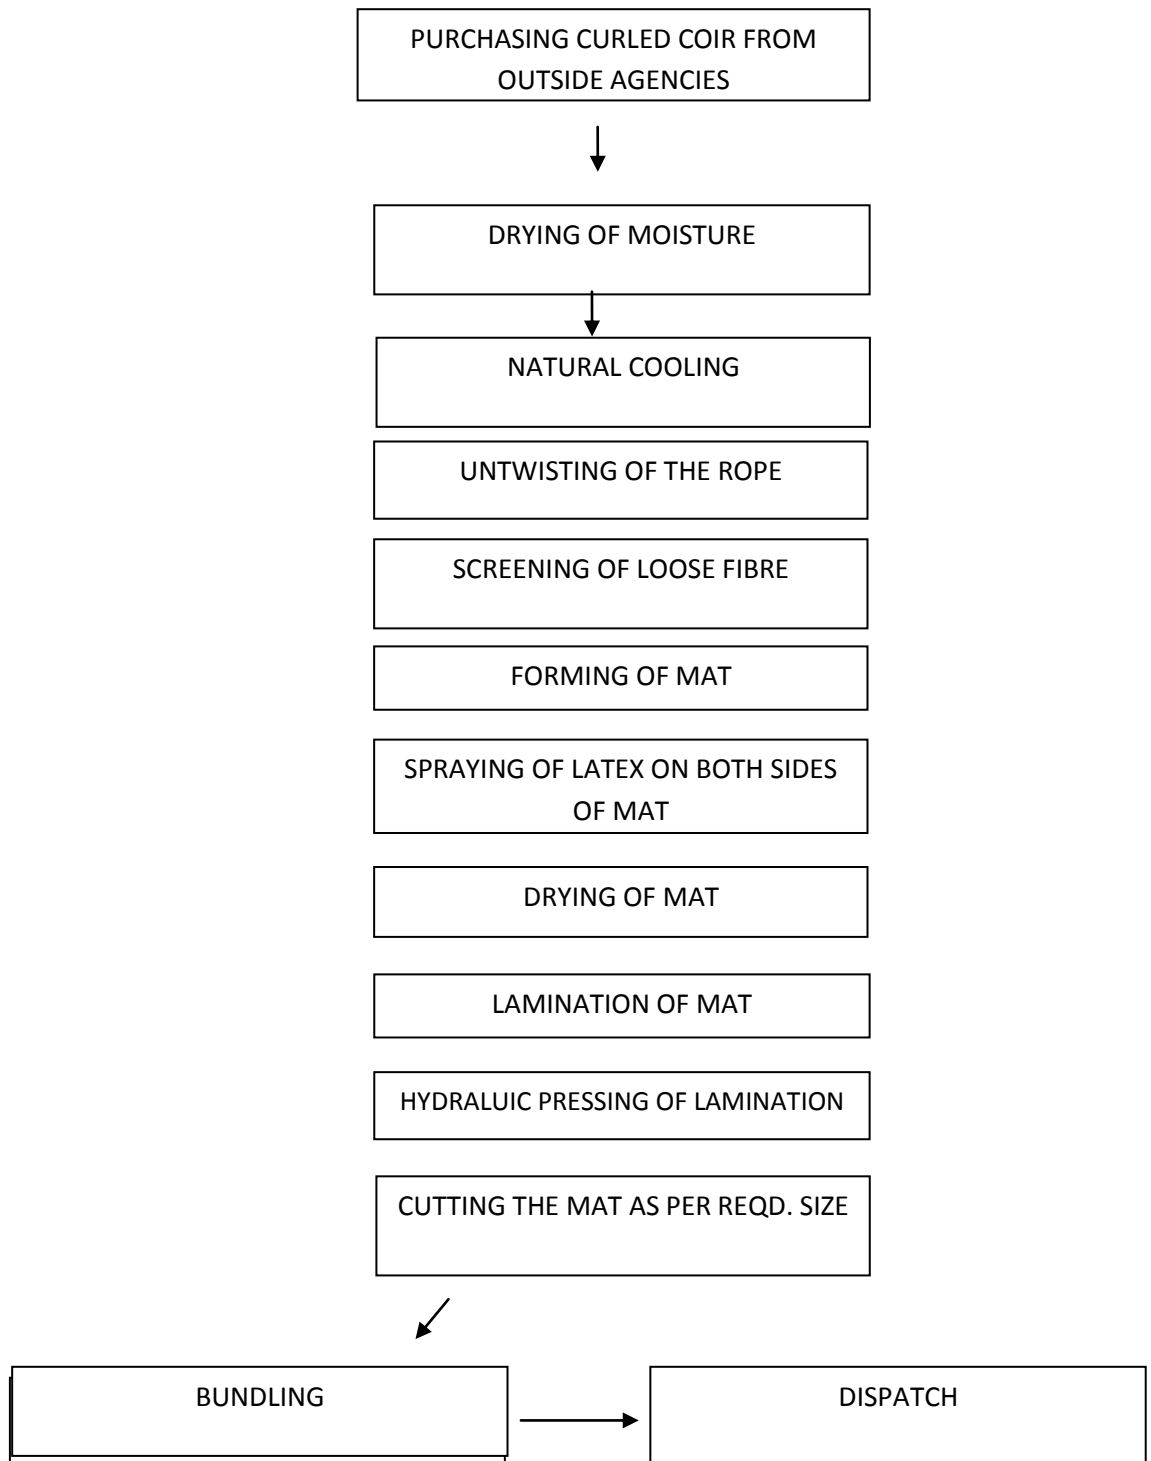 PURCHASING CURLED COIR FROM
OUTSIDE AGENCIES
DRYING OF MOISTURE
NATURAL COOLING
UNTWISTING OF THE ROPE
SCREENING OF LOOSE FIBRE
FORMING OF MAT
SPRAYING OF LATEX ON BOTH SIDES
OF MAT
DRYING OF MAT
LAMINATION OF MAT
HYDRALUIC PRESSING OF LAMINATION
CUTTING THE MAT AS PER REQD. SIZE
BUNDLING
DISPATCH